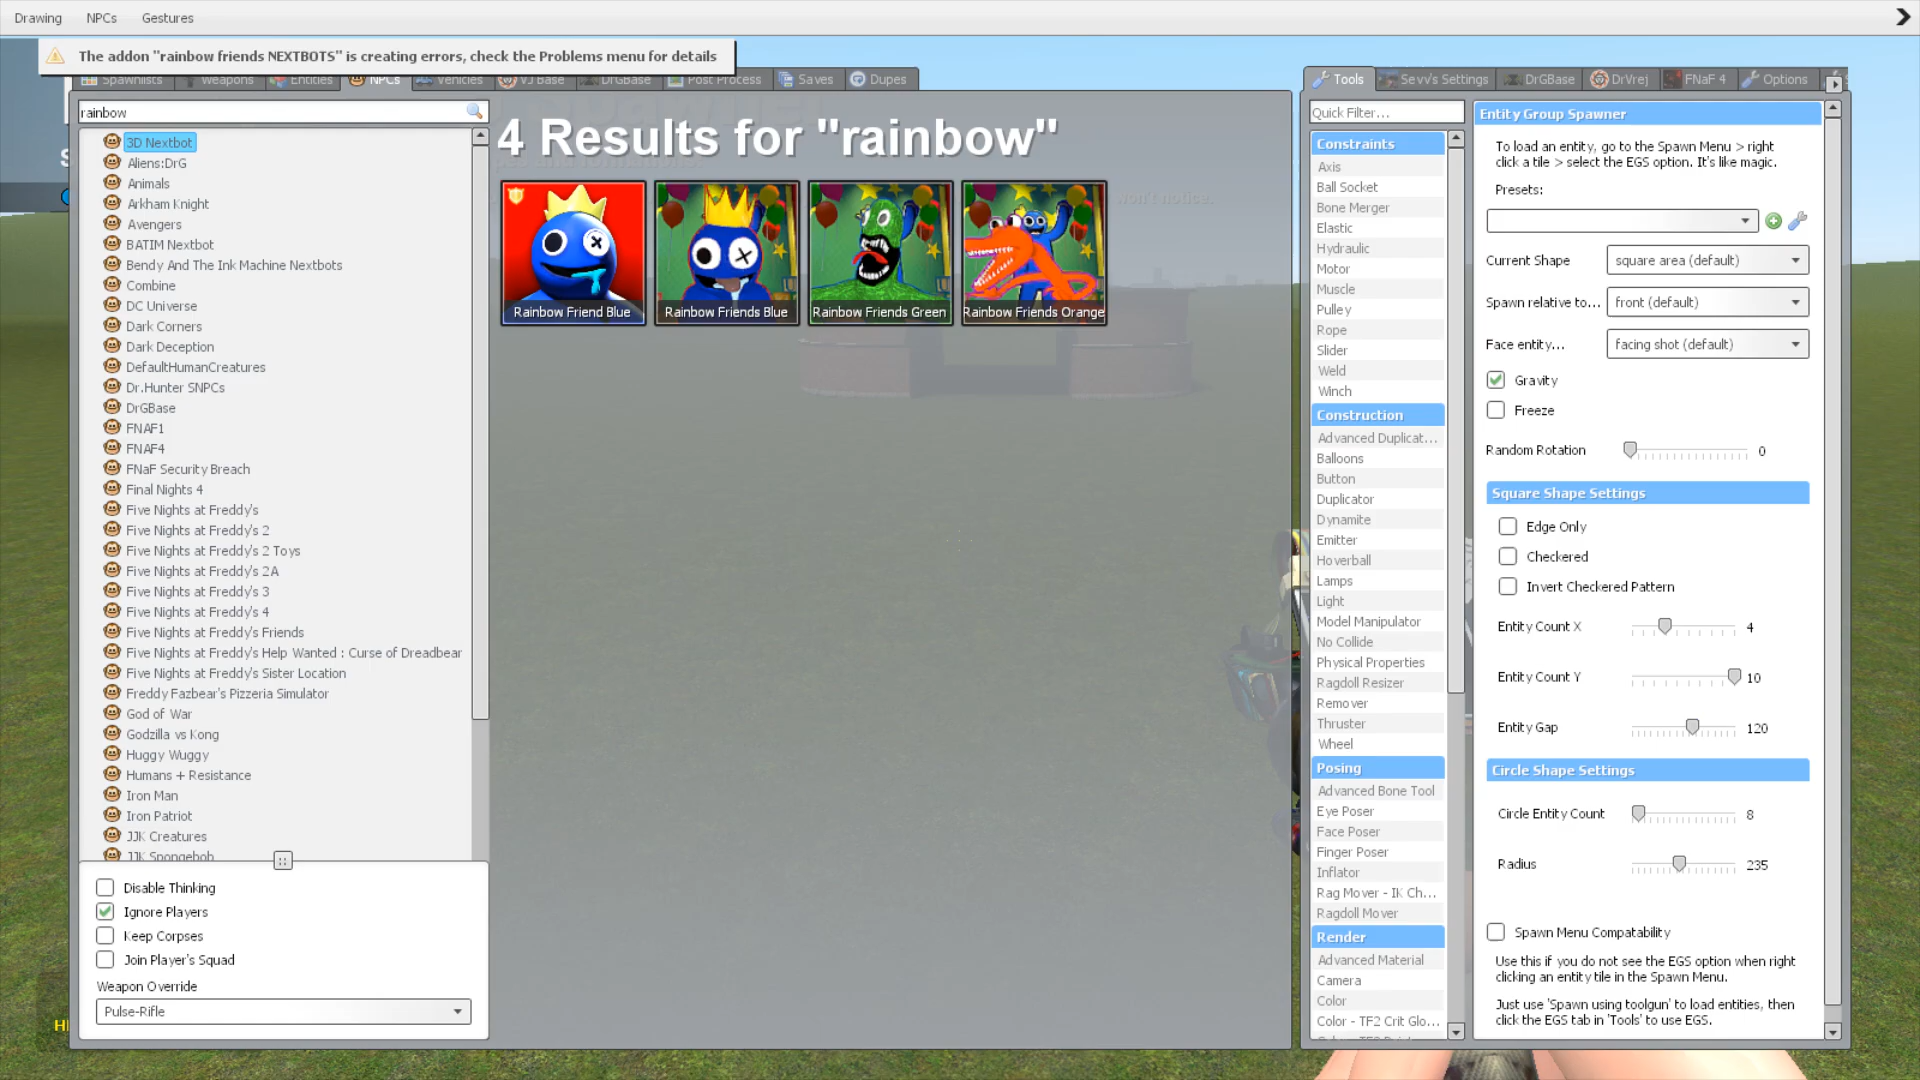 Drawing NPCs Gestures
The addon "rainbow friends NEXTBOTS" is creating errors, check the Problems menu for details
Spawnlists Weapons Entities NPCs Vehicles VJ Base DrGBase Post Process Saves Dupes
Tools Sevv's Settings DrGBase DrVrej FNaF 4 Options
rainbow
3D Nextbot
Aliens:DrG
Animals
Arkham Knight
Avengers
BATIM Nextbot
Bendy And The Ink Machine Nextbots
Combine
DC Universe
Dark Corners
Dark Deception
DefaultHumanCreatures
Dr.Hunter SNPCs
DrGBase
FNAF1
FNAF4
FNaF Security Breach
Final Nights 4
Five Nights at Freddy's
Five Nights at Freddy's 2
Five Nights at Freddy's 2 Toys
Five Nights at Freddy's 2A
Five Nights at Freddy's 3
Five Nights at Freddy's 4
Five Nights at Freddy's Friends
Five Nights at Freddy's Help Wanted : Curse of Dreadbear
Five Nights at Freddy's Sister Location
Freddy Fazbear's Pizzeria Simulator
God of War
Godzilla vs Kong
Huggy Wuggy
Humans + Resistance
Iron Man
Iron Patriot
JJK Creatures
JJK Spongebob
Disable Thinking
Ignore Players
Keep Corpses
Join Player's Squad
Weapon Override
Pulse-Rifle
4 Results for "rainbow"
won't notice.
Rainbow Friend Blue
Rainbow Friends Blue
Rainbow Friends Green
Rainbow Friends Orange
Quick Filter...
Constraints
Axis
Ball Socket
Bone Merger
Elastic
Hydraulic
Motor
Muscle
Pulley
Rope
Slider
Weld
Winch
Construction
Advanced Duplicat...
Balloons
Button
Duplicator
Dynamite
Emitter
Hoverball
Lamps
Light
Model Manipulator
No Collide
Physical Properties
Ragdoll Resizer
Remover
Thruster
Wheel
Posing
Advanced Bone Tool
Eye Poser
Face Poser
Finger Poser
Inflator
Rag Mover - IK Ch...
Ragdoll Mover
Render
Advanced Material
Camera
Color
Color - TF2 Crit Glo...
Entity Group Spawner
To load an entity, go to the Spawn Menu > right
click a tile > select the EGS option. It's like magic.
Presets:
Current Shape square area (default)
Spawn relative to... front (default)
Face entity... facing shot (default)
Gravity
Freeze
Random Rotation 0
Square Shape Settings
Edge Only
Checkered
Invert Checkered Pattern
Entity Count X 4
Entity Count Y 10
Entity Gap 120
Circle Shape Settings
Circle Entity Count 8
Radius 235
Spawn Menu Compatability
Use this if you do not see the EGS option when right
clicking an entity tile in the Spawn Menu.
Just use 'Spawn using toolgun' to load entities, then
click the EGS tab in 'Tools' to use EGS.